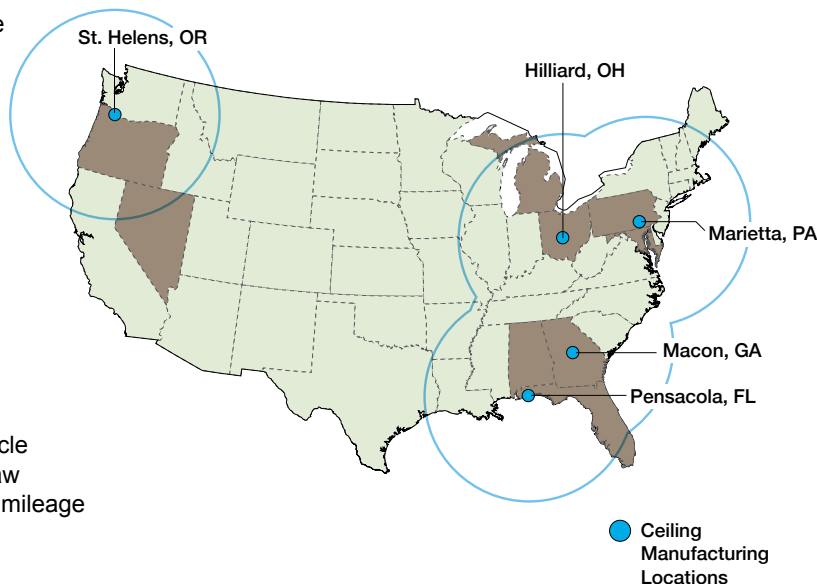 e
St. Helens, OR
Hilliard, OH
Marietta, PA
Macon, GA
Pensacola, FL
cle
aw
mileage
Ceiling
Manufacturing
Locations